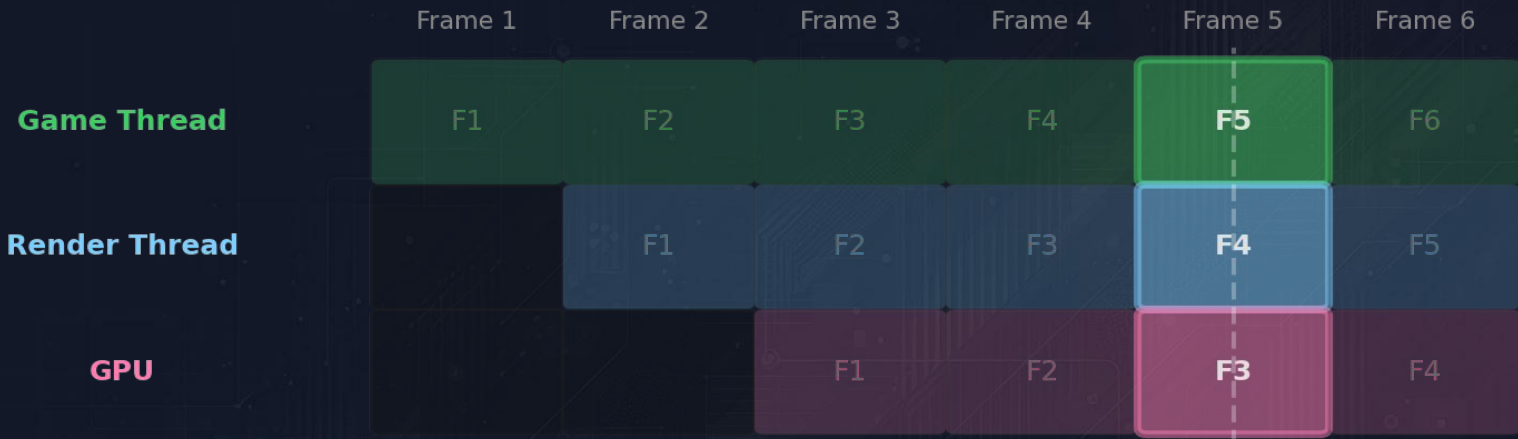 Frame 1 Frame 2 Frame 3 Frame 4 Frame 5 Frame 6
Game Thread F1 F2 F3 F4 F5 F6
Render Thread F1 F2 F3 F4 F5
GPU F1 F2 F3 F4